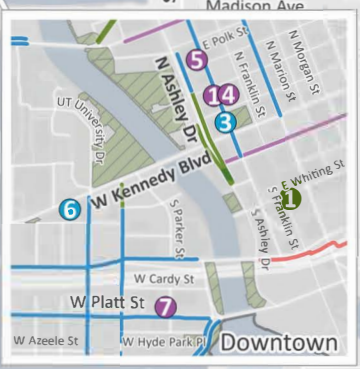 Madison Ave
E Polk St
N Morgan St
N Marion St
N Franklin St
5
N Ashley Dr
14
3
UT University Dr
W Kennedy Blvd
E Whiting St
1
S Franklin St
6
S Parker St
S Ashley Dr
W Cardy St
W Platt St
7
W Azeele St
W Hyde Park Pl
Downtown